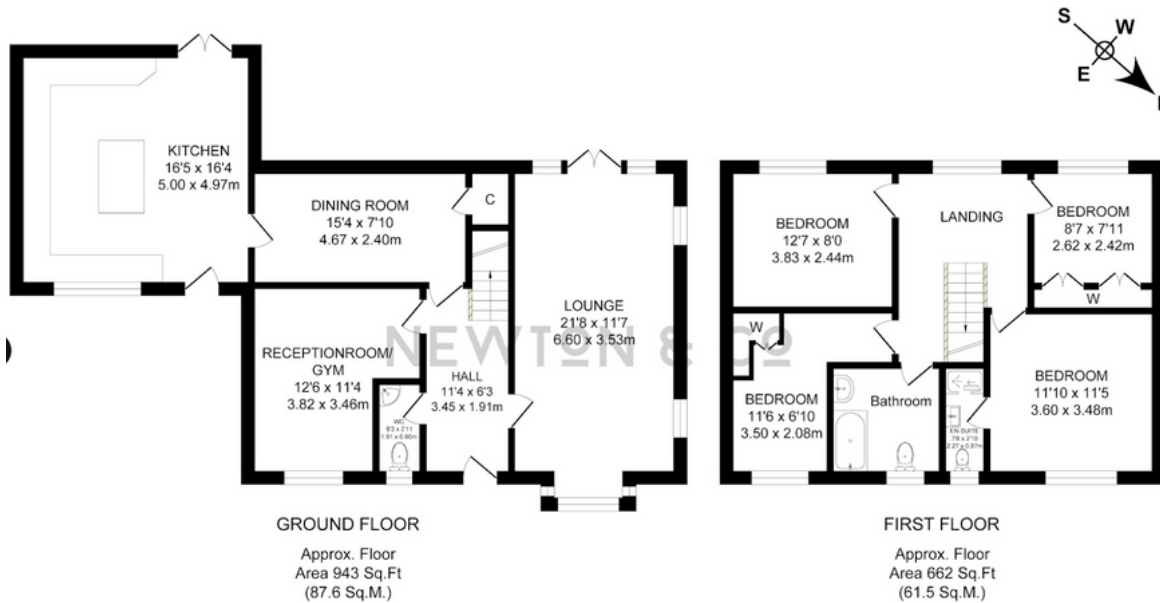 S
W
E
KITCHEN
16'5 x 16'4
5.00 x 4.97m
DINING ROOM
15'4 x 7'10
4.67 x 2.40m
C
LOUNGE
21'8 x 11'7
6.60 x 3.53m
RECEPTIONROOM/
GYM
12'6 x 11'4
3.82 x 3.46m
WC
6'3 x 2'11
1.91 x 0.90m
HALL
11'4 x 6'3
3.45 x 1.91m
NEWTON & CO
GROUND FLOOR
Approx. Floor
Area 943 Sq.Ft
(87.6 Sq.M.)
BEDROOM
12'7 x 8'0
3.83 x 2.44m
LANDING
BEDROOM
8'7 x 7'11
2.62 x 2.42m
W
W
BEDROOM
11'6 x 6'10
3.50 x 2.08m
Bathroom
EN-SUITE
7'6 x 2'10
2.27 x 0.87m
BEDROOM
11'10 x 11'5
3.60 x 3.48m
FIRST FLOOR
Approx. Floor
Area 662 Sq.Ft
(61.5 Sq.M.)